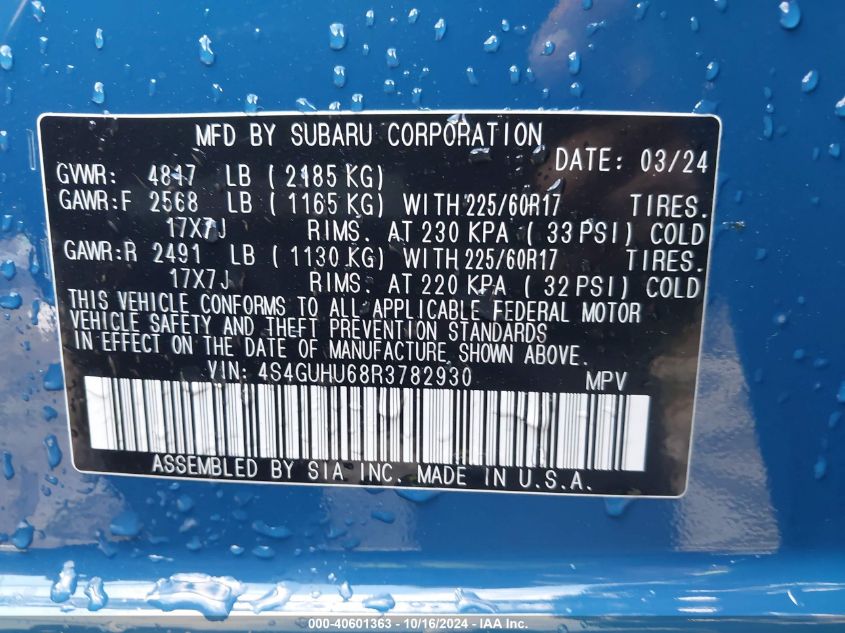 MFD BY SUBARU CORPORATION
DATE: 03/24
GVWR: 4817 LB ( 2185 KG)
GAWR:F 2568 LB ( 1165 KG) WITH 225/60R17 TIRES.
17X7J RIMS. AT 230 KPA ( 33 PSI) COLD
GAWR:R 2491 LB ( 1130 KG) WITH 225/60R17 TIRES.
17X7J RIMS. AT 220 KPA ( 32 PSI) COLD
THIS VEHICLE CONFORMS TO ALL APPLICABLE FEDERAL MOTOR
VEHICLE SAFETY AND THEFT PREVENTION STANDARDS
IN EFFECT ON THE DATE OF MANUFACTURE SHOWN ABOVE.
VIN: 4S4GUHU68R3782930 MPV
ASSEMBLED BY SIA INC. MADE IN U.S.A.
000-40601363 - 10/16/2024 - IAA Inc.